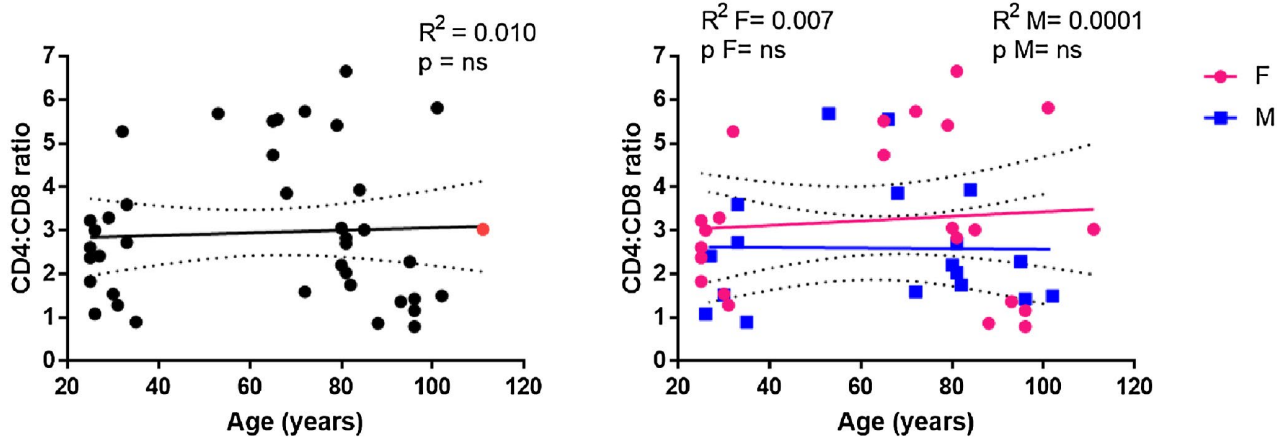 R² = 0.010
p = ns
7
6
5
4
3
2
1
0
CD4:CD8 ratio
20 40 60 80 100 120
Age (years)
R² F= 0.007
p F= ns
R² M= 0.0001
p M= ns
7
6
5
4
3
2
1
0
CD4:CD8 ratio
20 40 60 80 100 120
Age (years)
F
M